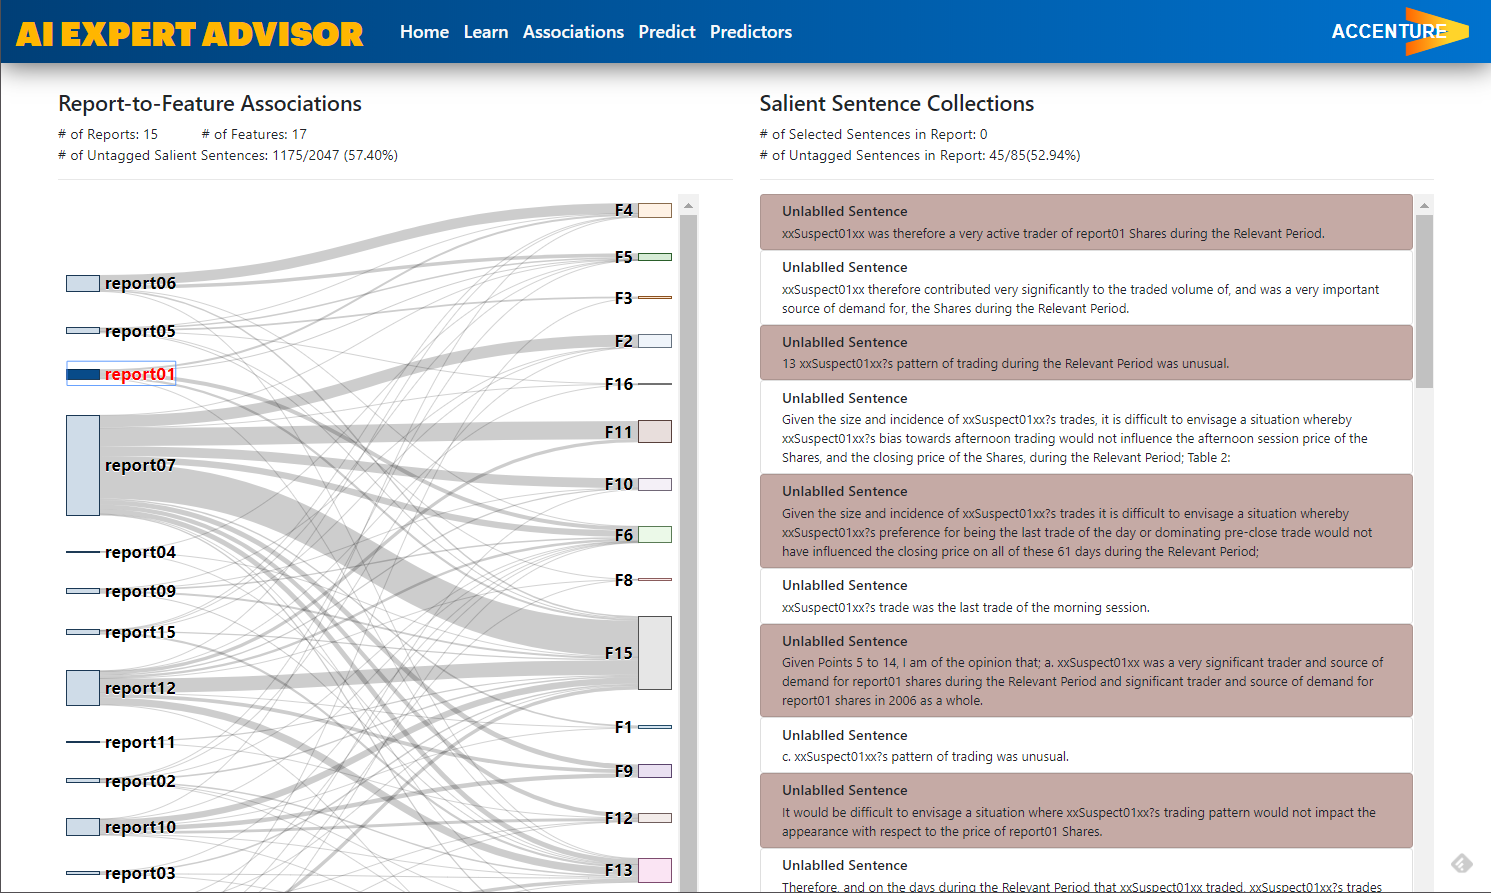 AI EXPERT ADVISOR
Home Learn Associations Predict Predictors
ACCENTURE
Report-to-Feature Associations
# of Reports: 15 # of Features: 17
# of Untagged Salient Sentences: 1175/2047 (57.40%)
report06
report05
report01
report07
report04
report09
report15
report12
report11
report02
report10
report03
F4
F5
F3
F2
F16
F11
F10
F6
F8
F15
F1
F9
F12
F13
Salient Sentence Collections
# of Selected Sentences in Report: 0
# of Untagged Sentences in Report: 45/85(52.94%)
Unlablled Sentence
xxSuspect01xx was therefore a very active trader of report01 Shares during the Relevant Period.
Unlablled Sentence
xxSuspect01xx therefore contributed very significantly to the traded volume of, and was a very important
source of demand for, the Shares during the Relevant Period.
Unlablled Sentence
13 xxSuspect01xx?s pattern of trading during the Relevant Period was unusual.
Unlablled Sentence
Given the size and incidence of xxSuspect01xx?s trades, it is difficult to envisage a situation whereby
xxSuspect01xx?s bias towards afternoon trading would not influence the afternoon session price of the
Shares, and the closing price of the Shares, during the Relevant Period; Table 2:
Unlablled Sentence
Given the size and incidence of xxSuspect01xx?s trades it is difficult to envisage a situation whereby
xxSuspect01xx?s preference for being the last trade of the day or dominating pre-close trade would not
have influenced the closing price on all of these 61 days during the Relevant Period;
Unlablled Sentence
xxSuspect01xx?s trade was the last trade of the morning session.
Unlablled Sentence
Given Points 5 to 14, I am of the opinion that; a. xxSuspect01xx was a very significant trader and source of
demand for report01 shares during the Relevant Period and significant trader and source of demand for
report01 shares in 2006 as a whole.
Unlablled Sentence
c. xxSuspect01xx?s pattern of trading was unusual.
Unlablled Sentence
It would be difficult to envisage a situation where xxSuspect01xx?s trading pattern would not impact the
appearance with respect to the price of report01 Shares.
Unlablled Sentence
Therefore, and on the days during the Relevant Period that xxSuspect01xx traded, xxSuspect01xx?s trades